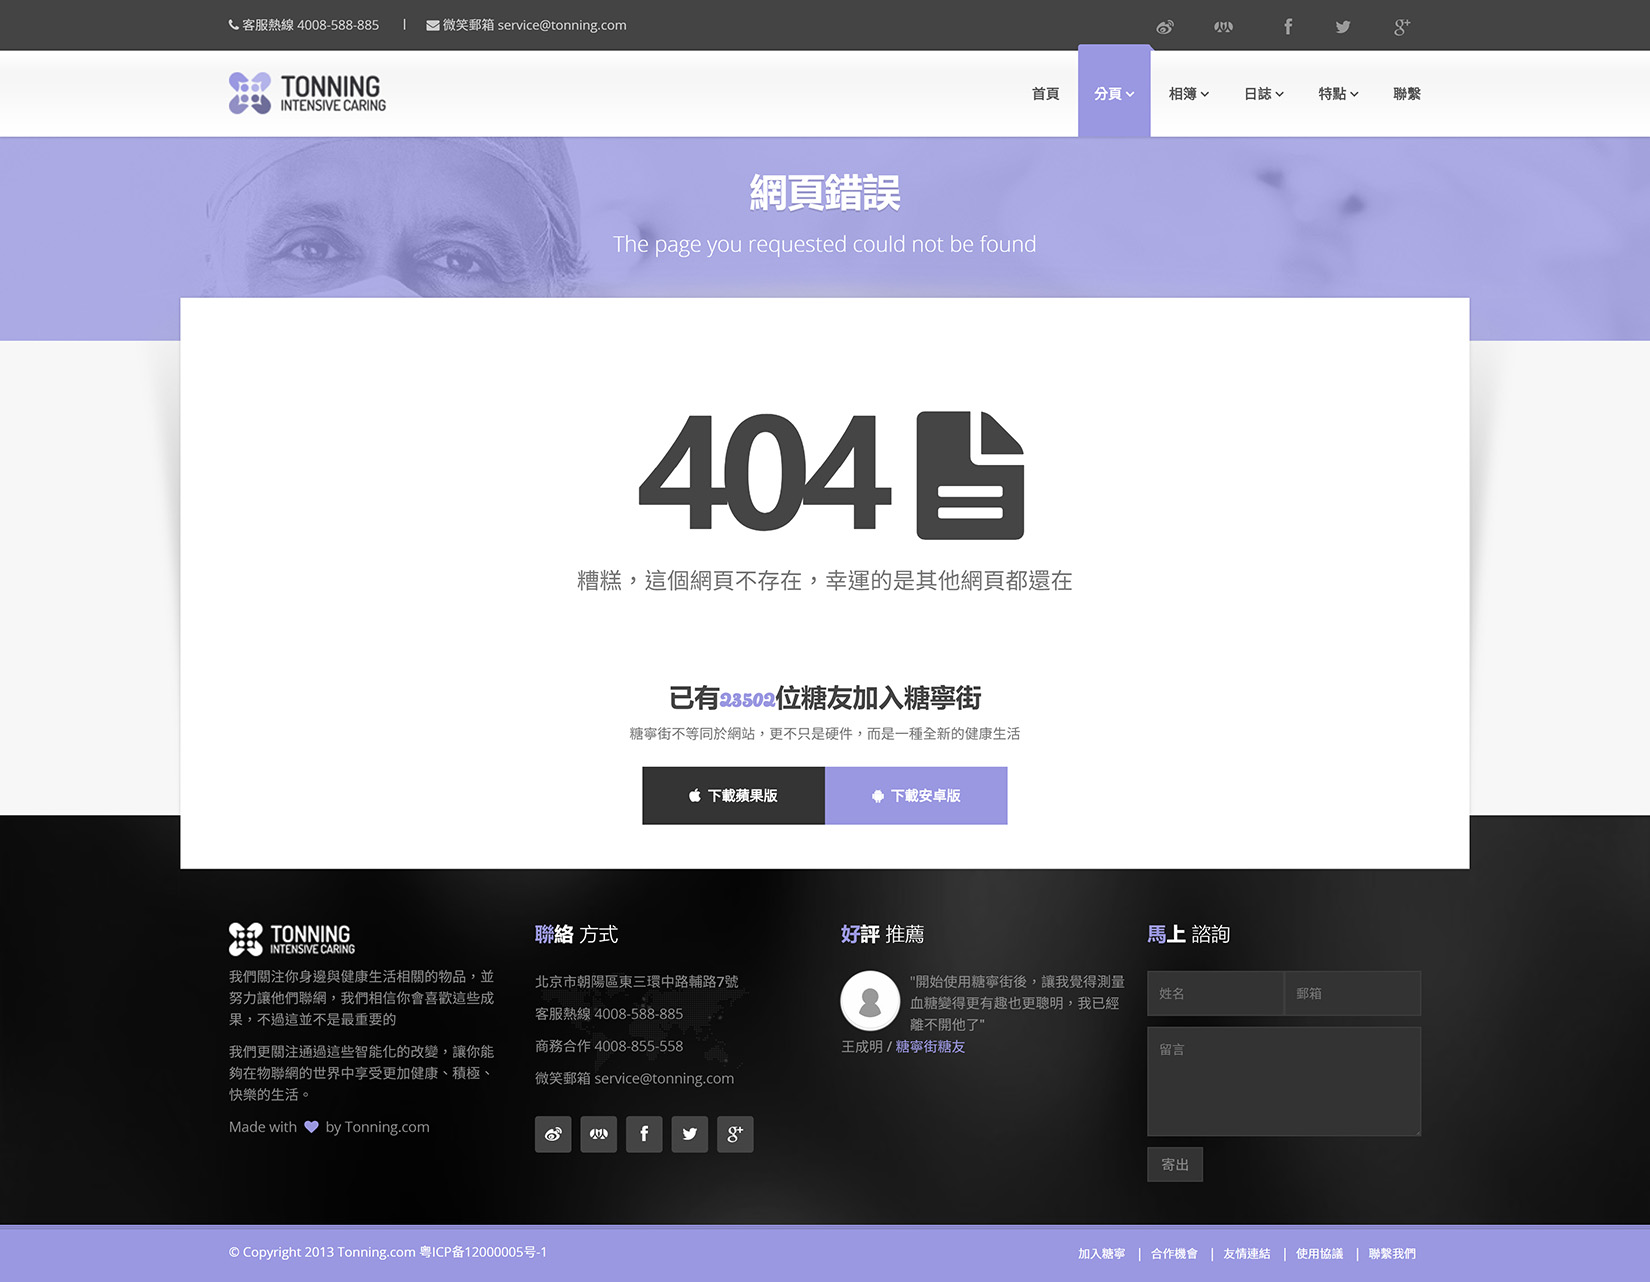 客服熱線 4008-588-885 | 微笑郵箱 service@tonning.com
TONNING
INTENSIVE CARING
首頁 分頁 相簿 日誌 特點 聯繫
網頁錯誤
The page you requested could not be found
404
糟糕，這個網頁不存在，幸運的是其他網頁都還在
已有23502位糖友加入糖寧街
糖寧街不等同於網站，更不只是硬件，而是一種全新的健康生活
下載蘋果版 下載安卓版
TONNING
INTENSIVE CARING
我們關注你身邊與健康生活相關的物品，並
努力讓他們聯網，我們相信你會喜歡這些成
果，不過這並不是最重要的
我們更關注通過這些智能化的改變，讓你能
夠在物聯網的世界中享受更加健康、積極、
快樂的生活。
Made with ♥ by Tonning.com
聯絡 方式
北京市朝陽區東三環中路輔路7號
客服熱線 4008-588-885
商務合作 4008-855-558
微笑郵箱 service@tonning.com
好評 推薦
"開始使用糖寧街後，讓我覺得測量
血糖變得更有趣也更聰明，我已經
離不開他了"
王成明 / 糖寧街糖友
馬上 諮詢
姓名 郵箱
留言
寄出
© Copyright 2013 Tonning.com 粤ICP备12000005号-1
加入糖寧 | 合作機會 | 友情連結 | 使用協議 | 聯繫我們